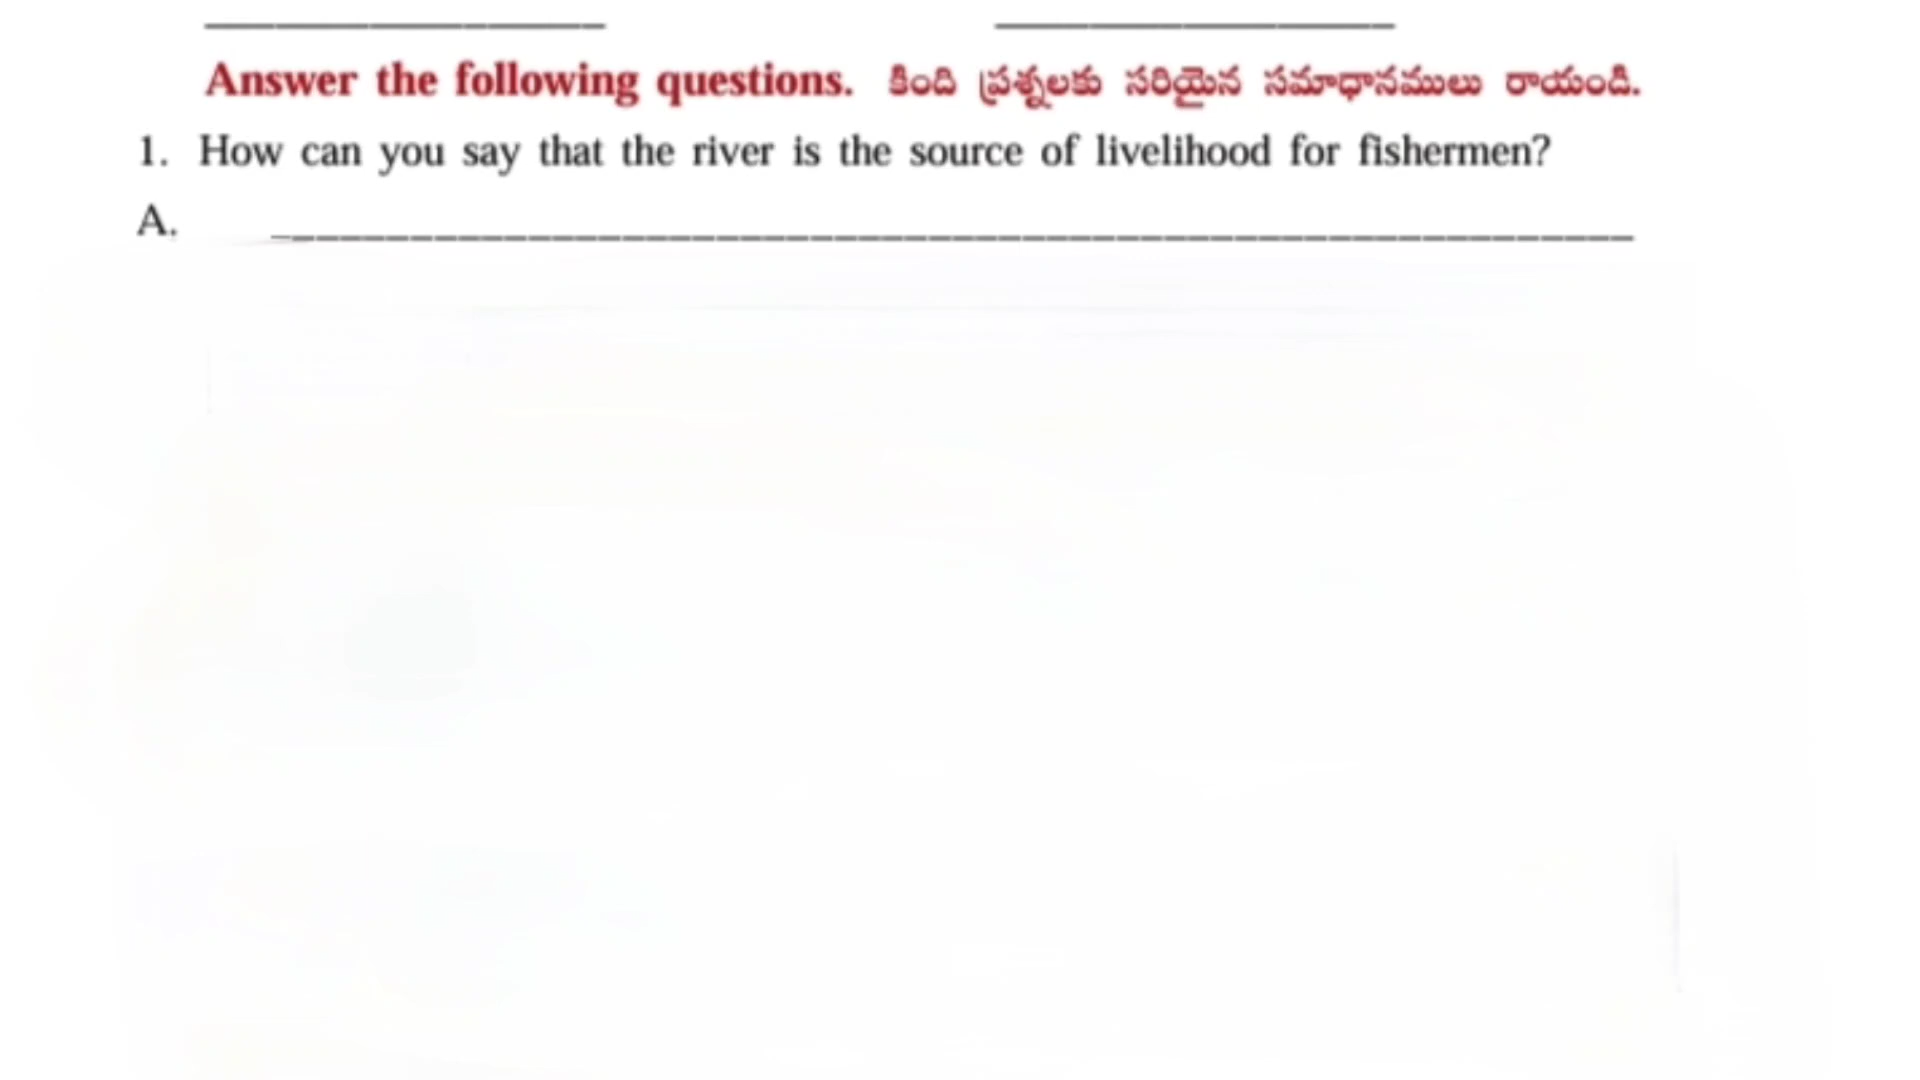 Answer the following questions. కింది ప్రశ్నలకు సరియైన సమాధానములు రాయండి.
1. How can you say that the river is the source of livelihood for fishermen?
A. ____________________________________________